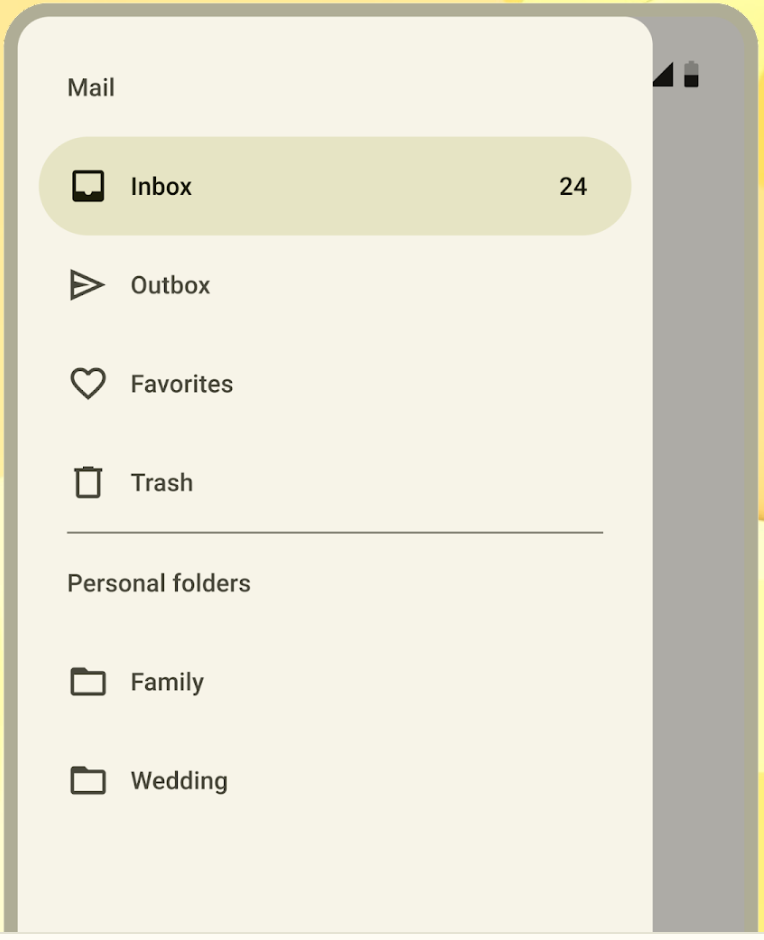 Mail
Inbox 24
Outbox
Favorites
Trash
Personal folders
Family
Wedding